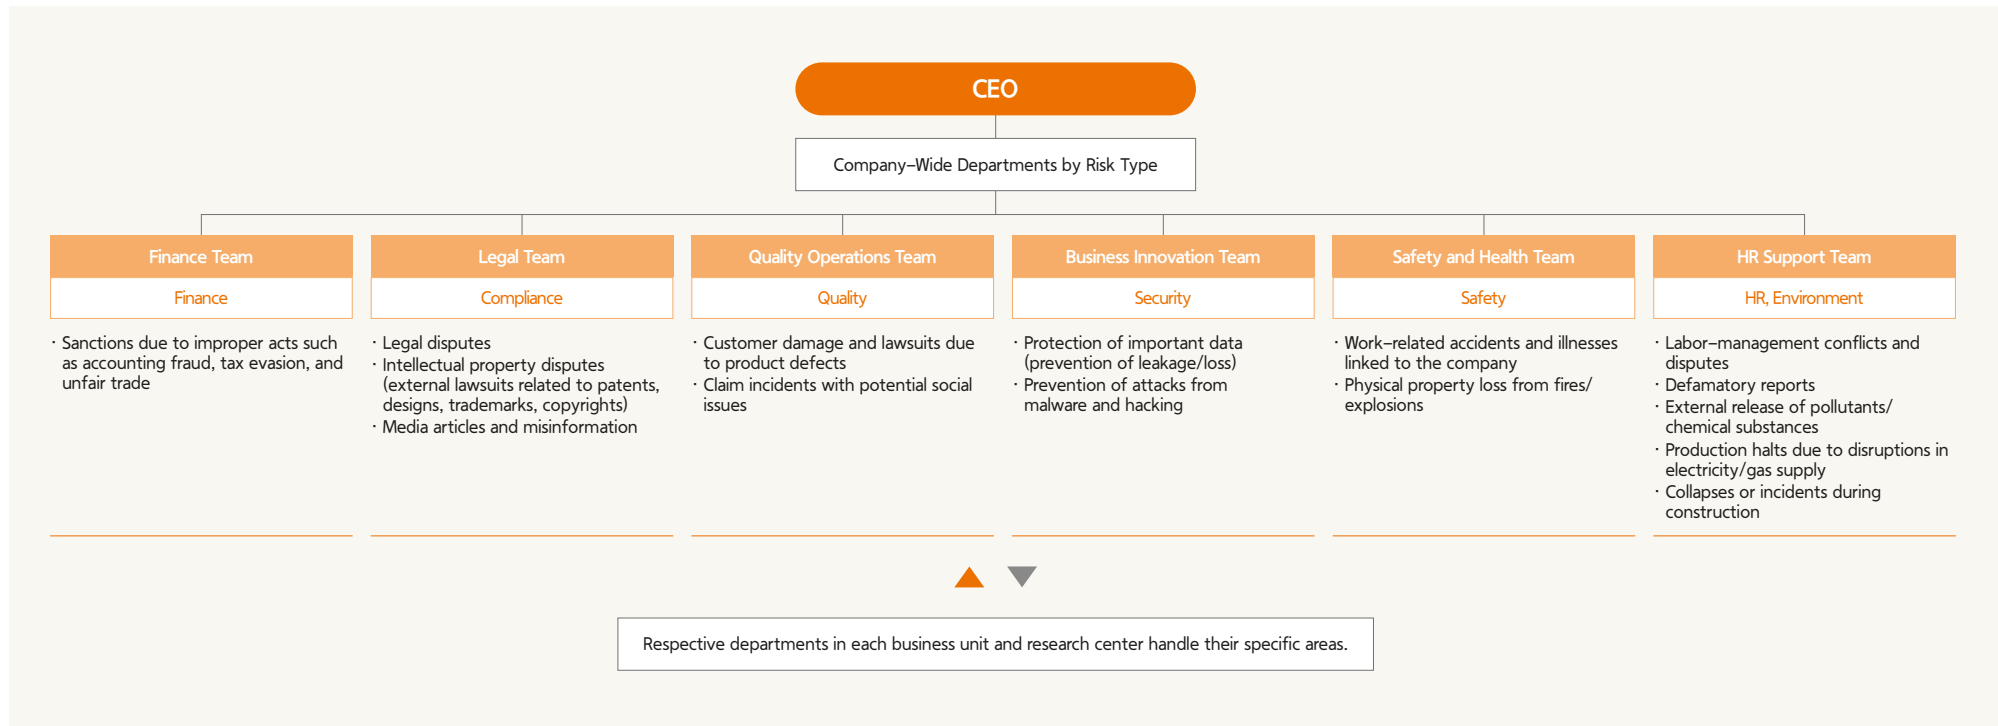 CEO
Company-Wide Departments by Risk Type
Finance Team
Finance
· Sanctions due to improper acts such
as accounting fraud, tax evasion, and
unfair trade
Legal Team
Compliance
· Legal disputes
· Intellectual property disputes
(external lawsuits related to patents,
designs, trademarks, copyrights)
· Media articles and misinformation
Quality Operations Team
Quality
· Customer damage and lawsuits due
to product defects
· Claim incidents with potential social
issues
Business Innovation Team
Security
· Protection of important data
(prevention of leakage/loss)
· Prevention of attacks from
malware and hacking
Safety and Health Team
Safety
· Work-related accidents and illnesses
linked to the company
· Physical property loss from fires/
explosions
HR Support Team
HR, Environment
· Labor-management conflicts and
disputes
· Defamatory reports
· External release of pollutants/
chemical substances
· Production halts due to disruptions in
electricity/gas supply
· Collapses or incidents during
construction
Respective departments in each business unit and research center handle their specific areas.